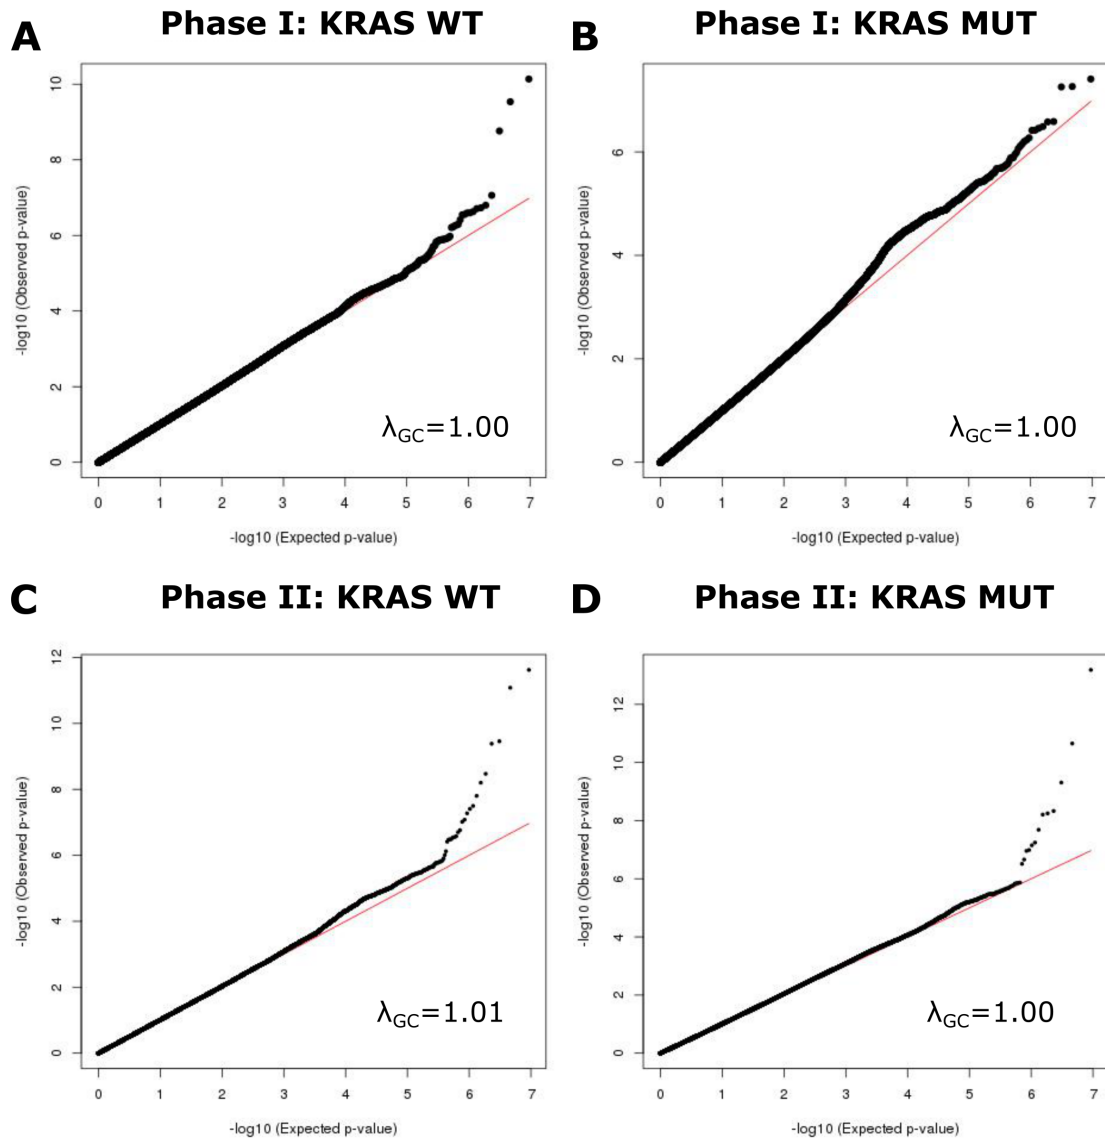 A Phase I: KRAS WT
-log10 (Observed p-value)
10
8
6
4
2
0
λGC=1.00
0 1 2 3 4 5 6 7
-log10 (Expected p-value)
B Phase I: KRAS MUT
-log10 (Observed p-value)
6
4
2
0
λGC=1.00
0 1 2 3 4 5 6 7
-log10 (Expected p-value)
C Phase II: KRAS WT
-log10 (Observed p-value)
12
10
8
6
4
2
0
λGC=1.01
0 1 2 3 4 5 6 7
-log10 (Expected p-value)
D Phase II: KRAS MUT
-log10 (Observed p-value)
12
10
8
6
4
2
0
λGC=1.00
0 1 2 3 4 5 6 7
-log10 (Expected p-value)